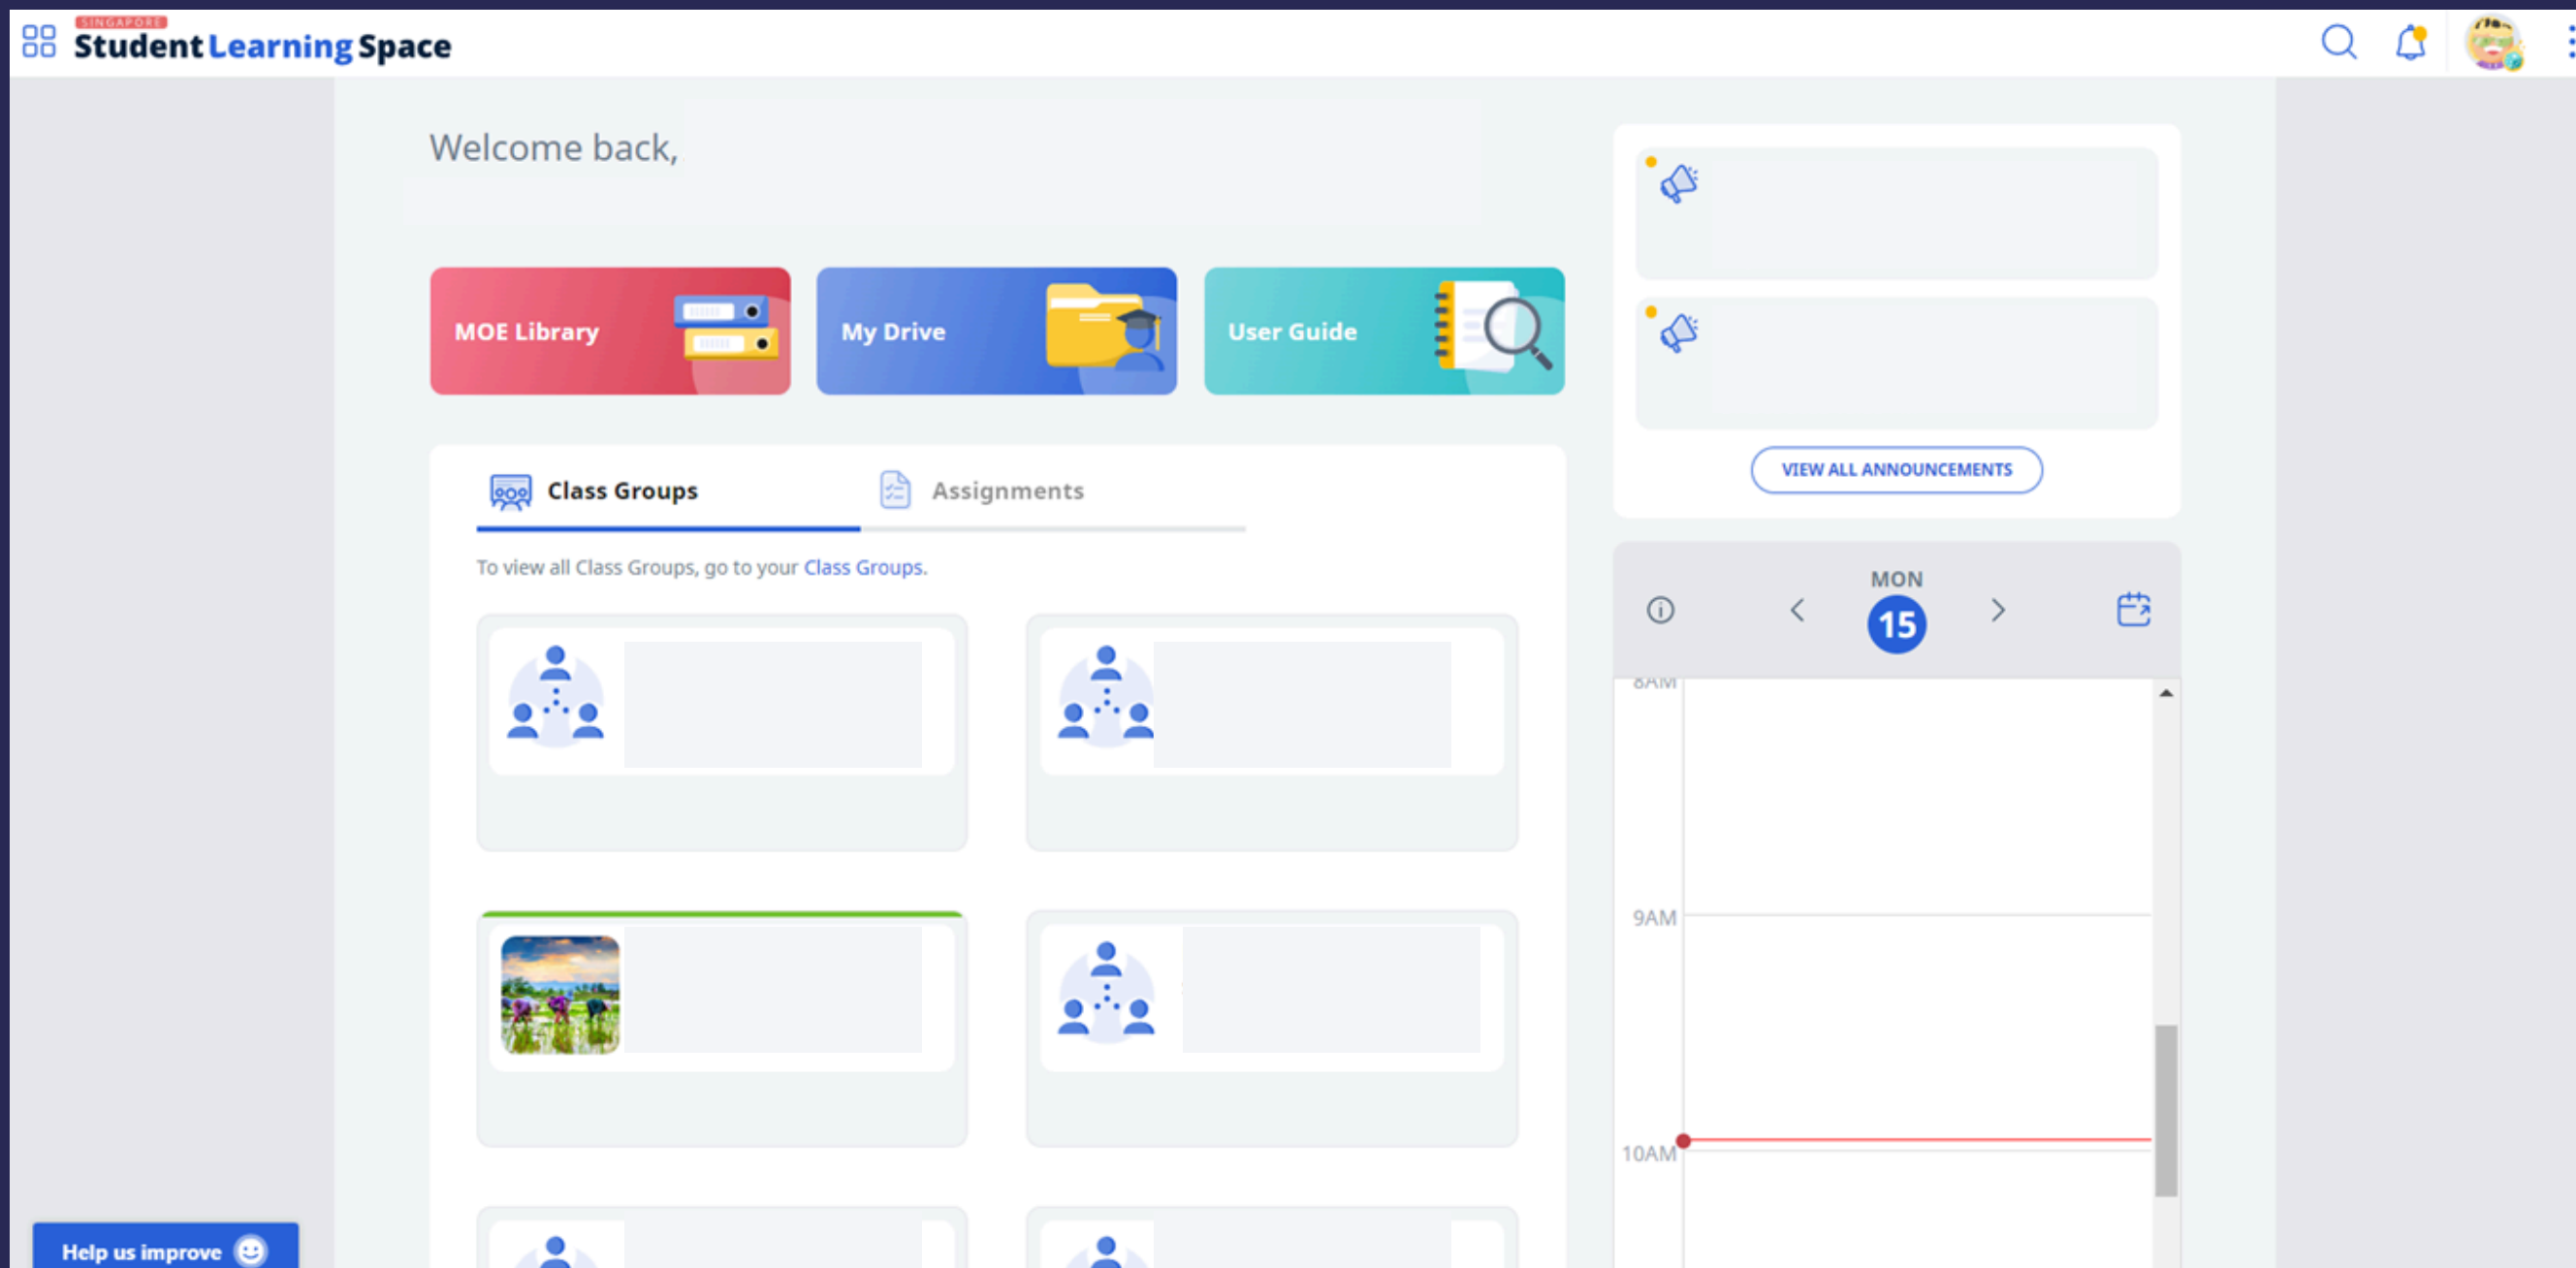 SINGAPORE
Student Learning Space
Welcome back,
MOE Library
My Drive
User Guide
VIEW ALL ANNOUNCEMENTS
Class Groups
Assignments
To view all Class Groups, go to your Class Groups.
MON
15
8AM
9AM
10AM
Help us improve